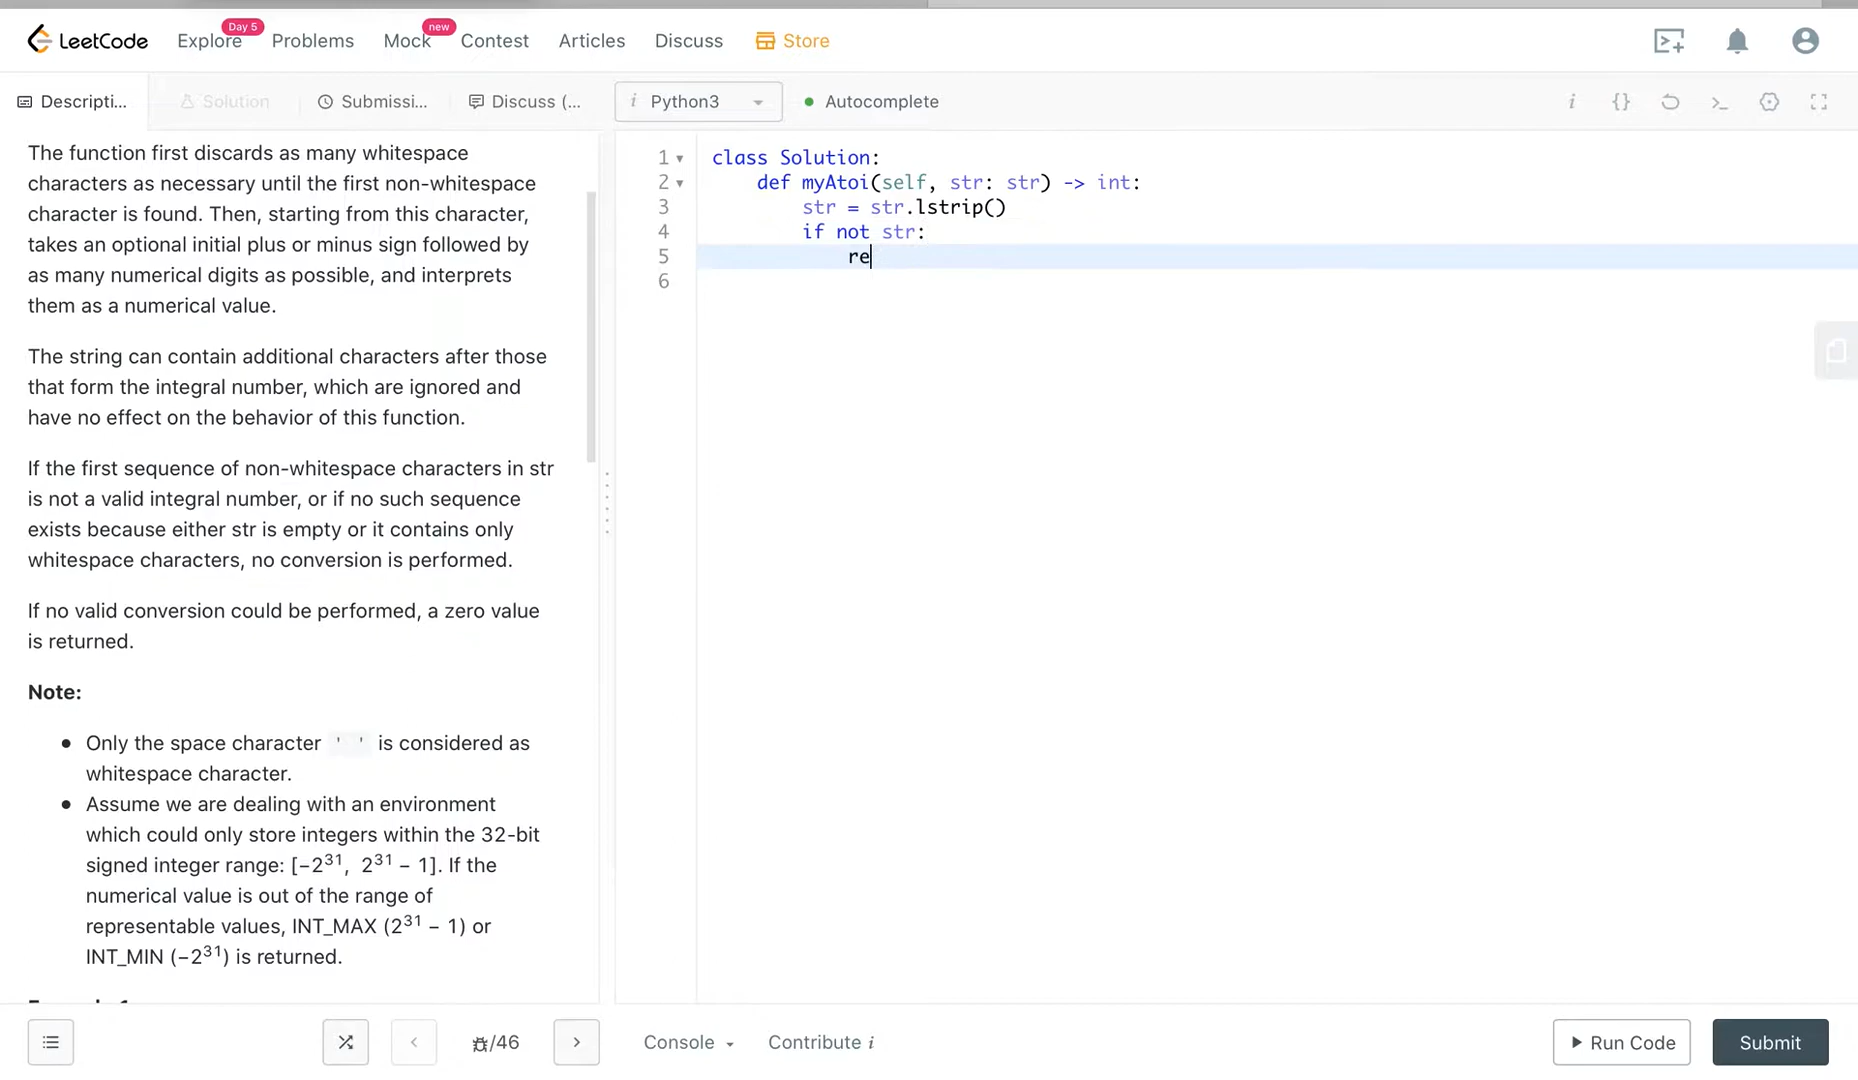 Day 5
new
LeetCode Explore Problems Mock Contest Articles Discuss Store
Descripti... Solution Submissi... Discuss (... i Python3 Autocomplete i {} >_
The function first discards as many whitespace
characters as necessary until the first non-whitespace
character is found. Then, starting from this character,
takes an optional initial plus or minus sign followed by
as many numerical digits as possible, and interprets
them as a numerical value.
The string can contain additional characters after those
that form the integral number, which are ignored and
have no effect on the behavior of this function.
If the first sequence of non-whitespace characters in str
is not a valid integral number, or if no such sequence
exists because either str is empty or it contains only
whitespace characters, no conversion is performed.
If no valid conversion could be performed, a zero value
is returned.
Note:
• Only the space character ' ' is considered as
whitespace character.
• Assume we are dealing with an environment
which could only store integers within the 32-bit
signed integer range: [−2³¹, 2³¹ − 1]. If the
numerical value is out of the range of
representable values, INT_MAX (2³¹ − 1) or
INT_MIN (−2³¹) is returned.
1 class Solution:
2 def myAtoi(self, str: str) -> int:
3 str = str.lstrip()
4 if not str:
5 re
6
/46 Console Contribute i Run Code Submit